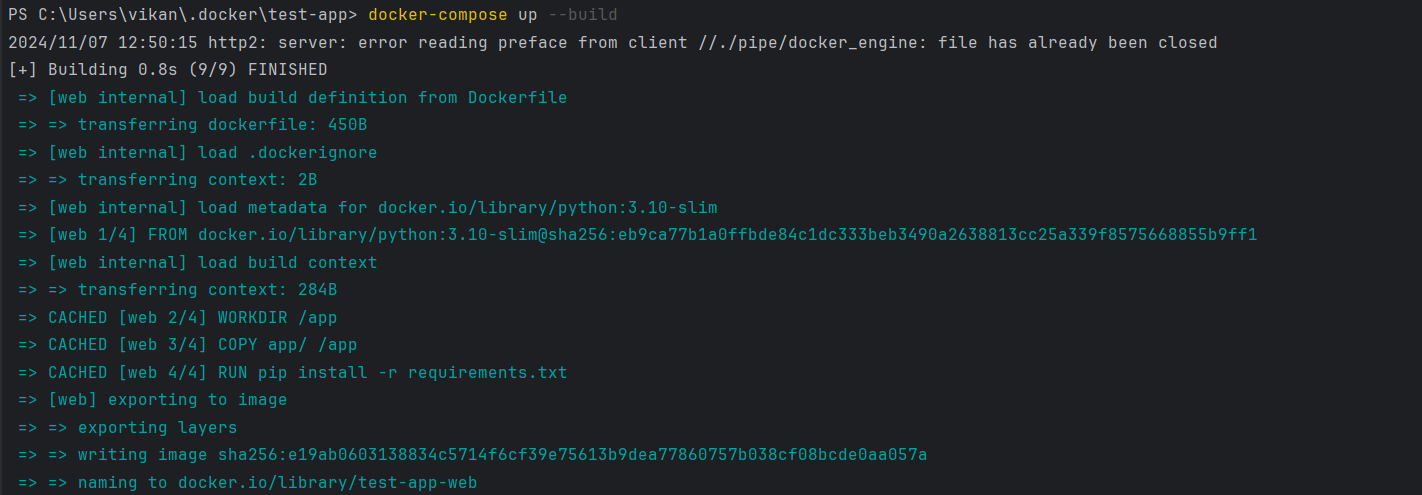 PS C:\Users\vikan\.docker\test-app> docker-compose up --build
2024/11/07 12:50:15 http2: server: error reading preface from client //./pipe/docker_engine: file has already been closed
[+] Building 0.8s (9/9) FINISHED
=> [web internal] load build definition from Dockerfile
=> => transferring dockerfile: 450B
=> [web internal] load .dockerignore
=> => transferring context: 2B
=> [web internal] load metadata for docker.io/library/python:3.10-slim
=> [web 1/4] FROM docker.io/library/python:3.10-slim@sha256:eb9ca77b1a0ffbde84c1dc333beb3490a2638813cc25a339f8575668855b9ff1
=> [web internal] load build context
=> => transferring context: 284B
=> CACHED [web 2/4] WORKDIR /app
=> CACHED [web 3/4] COPY app/ /app
=> CACHED [web 4/4] RUN pip install -r requirements.txt
=> [web] exporting to image
=> => exporting layers
=> => writing image sha256:e19ab0603138834c5714f6cf39e75613b9dea77860757b038cf08bcde0aa057a
=> => naming to docker.io/library/test-app-web